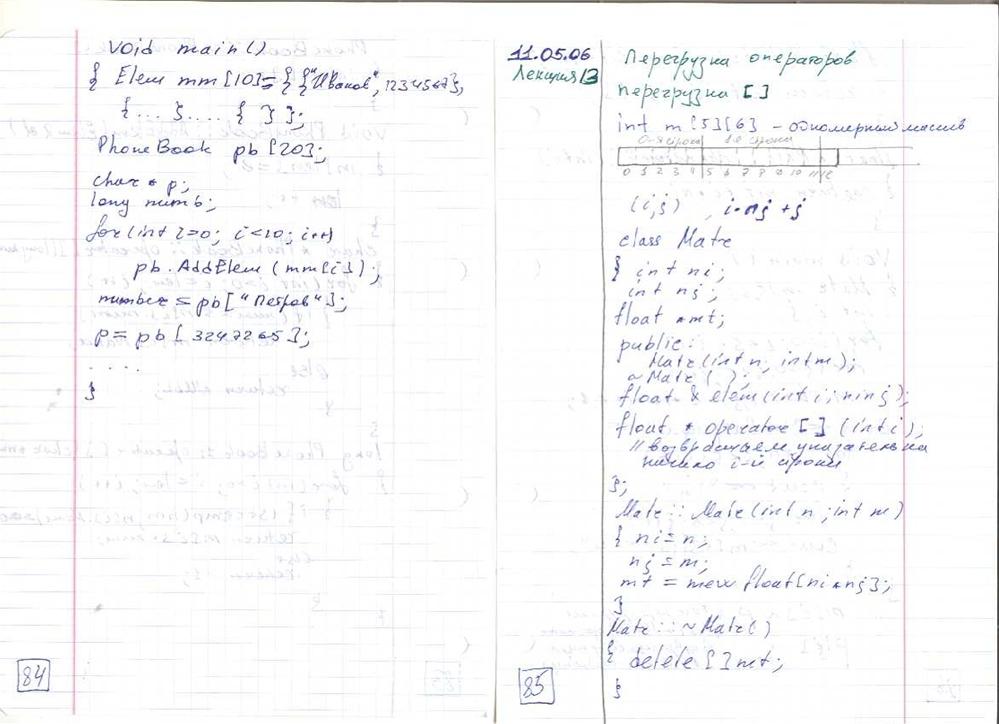 void main()
{ Elem mm[10]={{"Иванов", 1234567},
{... }.... { }};
PhoneBook pb[20];
char * p;
long numb;
for(int i=0; i<10; i++)
pb.AddElem(mm[i]);
number = pb["Петров"];
p= pb[3247265];
....
}
84
11.05.06
Лекция 13
Перегрузка операторов
перегрузка []
int m[5][6] - одномерный массив
0-я строка 1-я строка
0 1 2 3 4 5 6 7 8 9 10 11 12
(i,j) , i*nj +j
class Matr
{ int ni;
int nj;
float *mt;
public:
Matr(int n, int m);
~Matr();
float & elem(int i; nj);
float * operator [] (int i);
// возвращаем указатель на
начало i-й строки
};
Matr:: Matr(int n; int m)
{ ni=n;
nj=m;
mt = new float[ni*nj];
}
Matr::~Matr()
{ delete []mt;
}
85